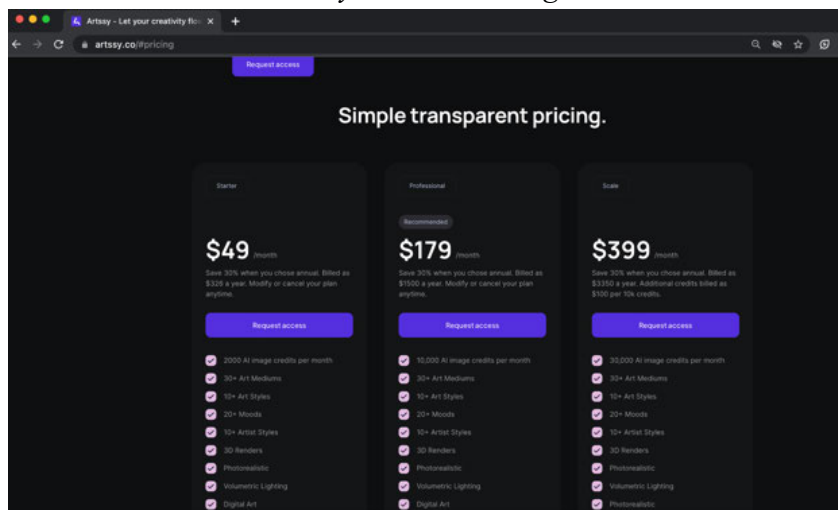 Artssy - Let your creativity flo
artssy.co/#pricing
Request access
Simple transparent pricing.
Starter
$49 /month
Save 30% when you chose annual. Billed as
$326 a year. Modify or cancel your plan
anytime.
Request access
2000 AI image credits per month
30+ Art Mediums
10+ Art Styles
20+ Moods
10+ Artist Styles
3D Renders
Photorealistic
Volumetric Lighting
Digital Art
Professional
Recommended
$179 /month
Save 30% when you chose annual. Billed as
$1500 a year. Modify or cancel your plan
anytime.
Request access
10,000 AI image credits per month
30+ Art Mediums
10+ Art Styles
20+ Moods
10+ Artist Styles
3D Renders
Photorealistic
Volumetric Lighting
Digital Art
Scale
$399 /month
Save 30% when you chose annual. Billed as
$3350 a year. Additional credits billed as
$100 per 10k credits.
Request access
30,000 AI image credits per month
30+ Art Mediums
10+ Art Styles
20+ Moods
10+ Artist Styles
3D Renders
Volumetric Lighting
Photorealistic